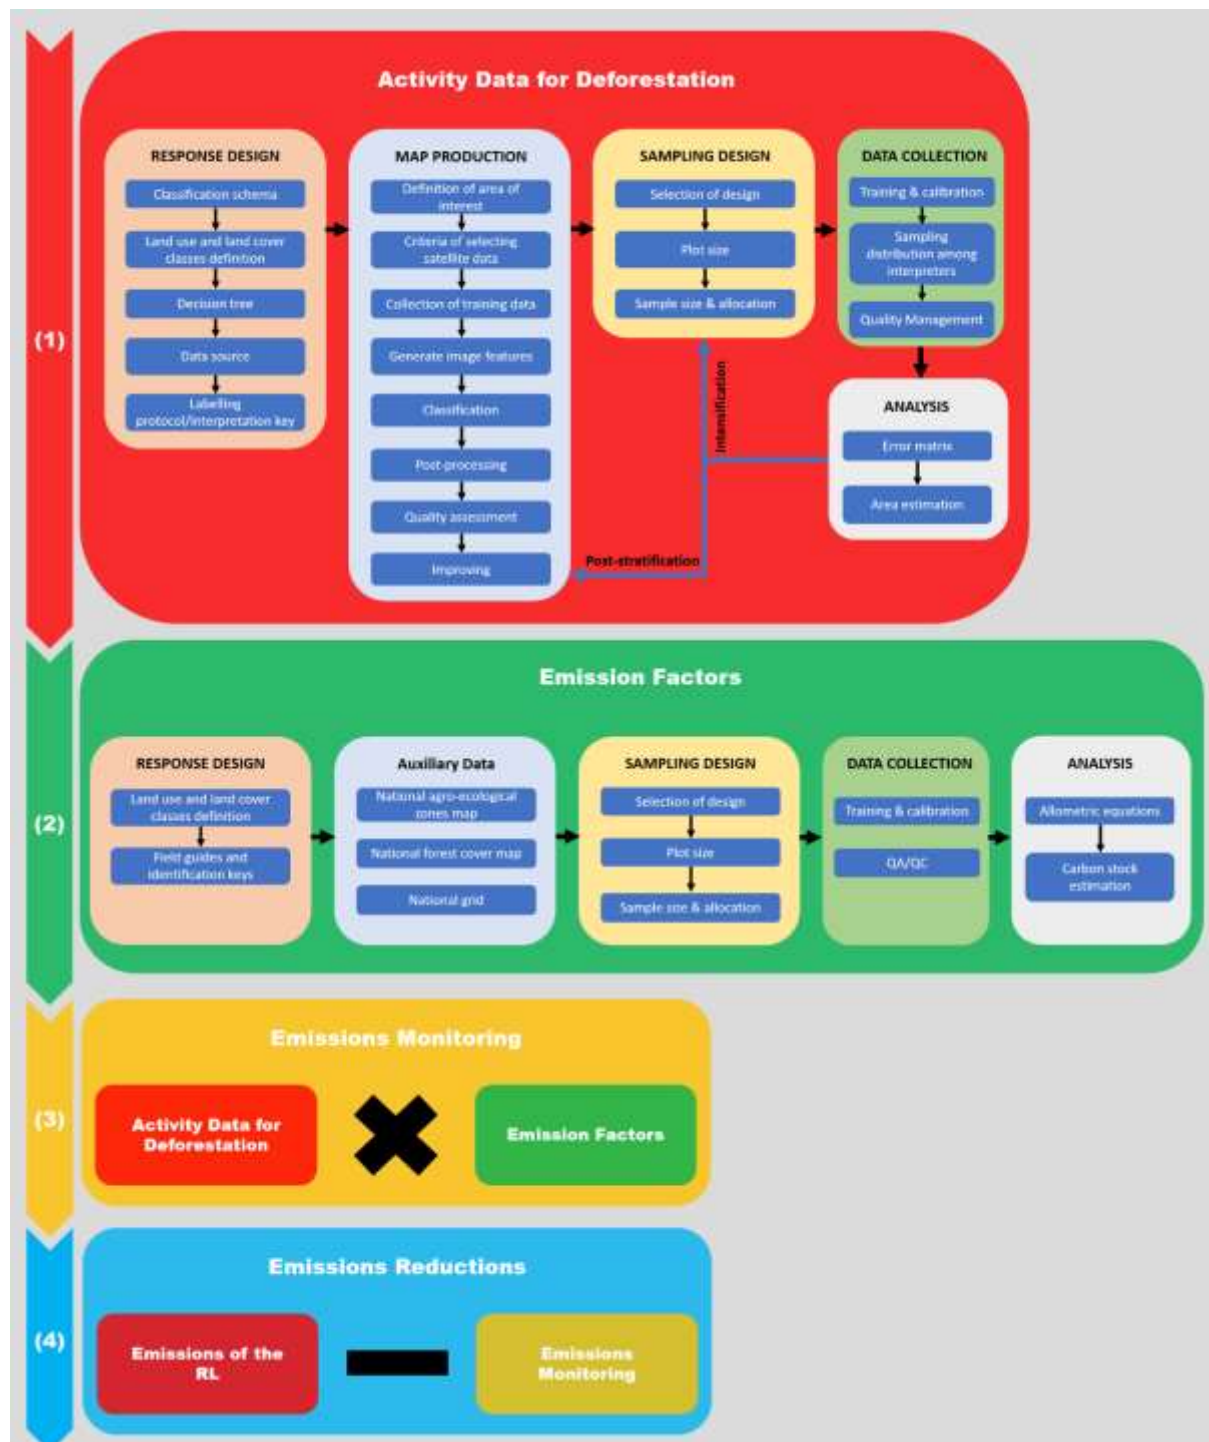 Activity Data for Deforestation
RESPONSE DESIGN
Classification schema
Land use and land cover
classes definition
Decision tree
Data source
Labelling
protocol/interpretation key
MAP PRODUCTION
Definition of area of
interest
Criteria of selecting
satellite data
Collection of training data
Generate image features
Classification
Post-processing
Quality assessment
Improving
SAMPLING DESIGN
Selection of design
Plot size
Sample size & allocation
DATA COLLECTION
Training & calibration
Sampling
distribution among
interpreters
Quality Management
ANALYSIS
Error matrix
Area estimation
Intensification
Post-stratification
(1)
Emission Factors
RESPONSE DESIGN
Land use and land cover
classes definition
Field guides and
identification keys
Auxiliary Data
National agro-ecological
zones map
National forest cover map
National grid
SAMPLING DESIGN
Selection of design
Plot size
Sample size & allocation
DATA COLLECTION
Training & calibration
QA/QC
ANALYSIS
Allometric equations
Carbon stock
estimation
(2)
Emissions Monitoring
(3)
Activity Data for
Deforestation
Emission Factors
Emissions Reductions
(4)
Emissions of the
RL
Emissions
Monitoring